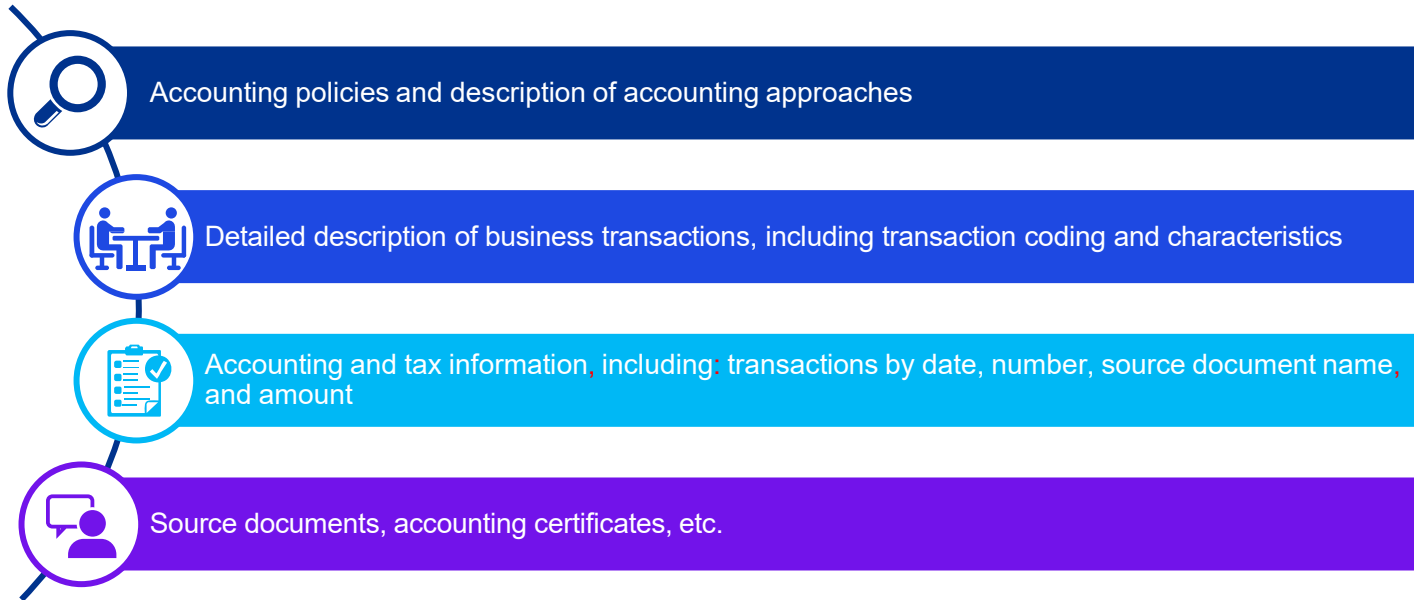 Accounting policies and description of accounting approaches
Detailed description of business transactions, including transaction coding and characteristics
Accounting and tax information, including: transactions by date, number, source document name,
and amount
Source documents, accounting certificates, etc.